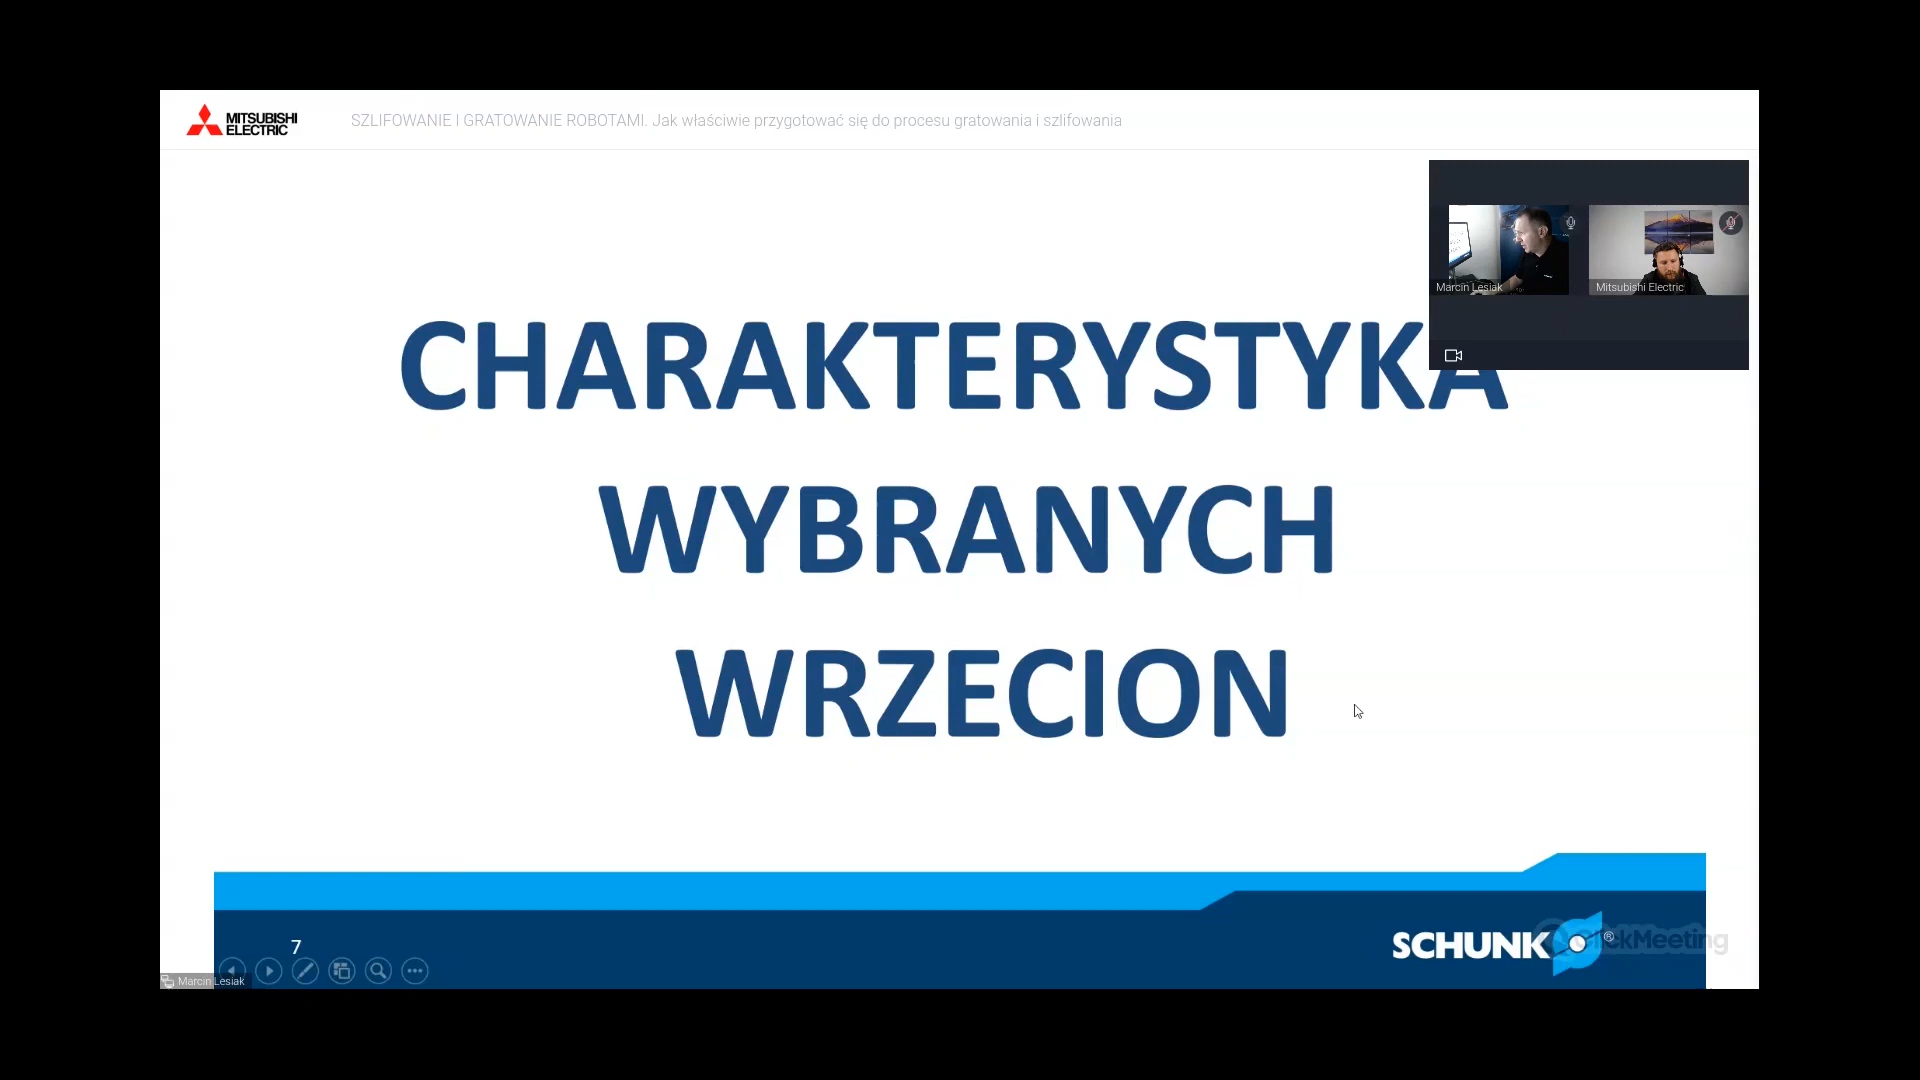 MITSUBISHI
ELECTRIC
SZLIFOWANIE I GRATOWANIE ROBOTAMI. Jak właściwie przygotować się do procesu gratowania i szlifowania
Marcin Lesiak
Mitsubishi Electric
CHARAKTERYSTYKA
WYBRANYCH
WRZECION
7
SCHUNK ®
ClickMeeting
Marcin Lesiak